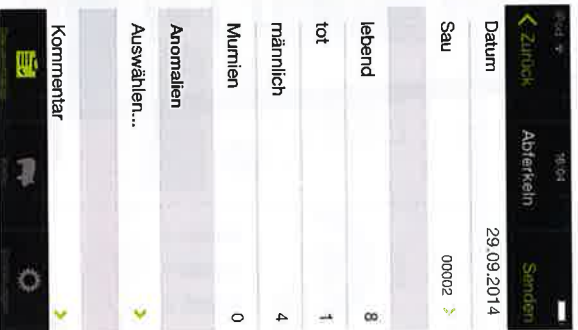 iPod 16:04
Zurück Abferkeln Senden
Datum 29.09.2014
Sau 00002
lebend 8
tot 1
männlich 4
Mumien 0
Anomalien
Auswählen...
Kommentar